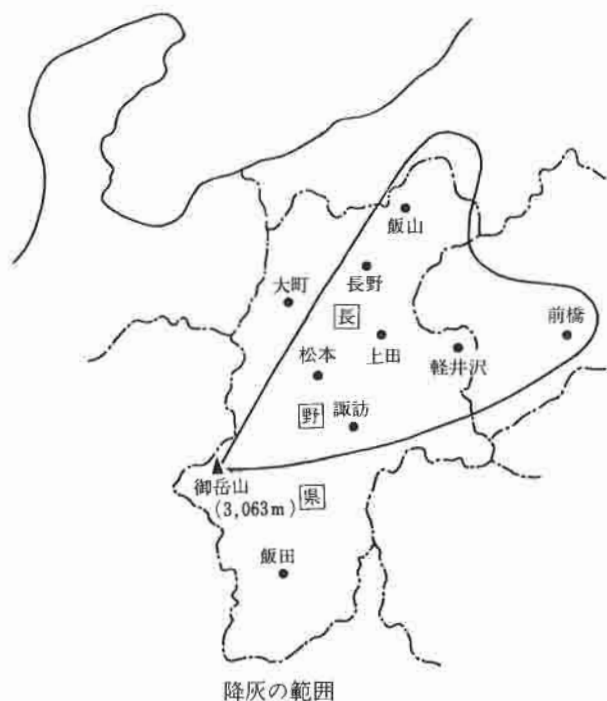 飯山
長野
大町
長
前橋
上田
軽井沢
松本
野
諏訪
御岳山
(3,063m)
県
飯田
降灰の範囲